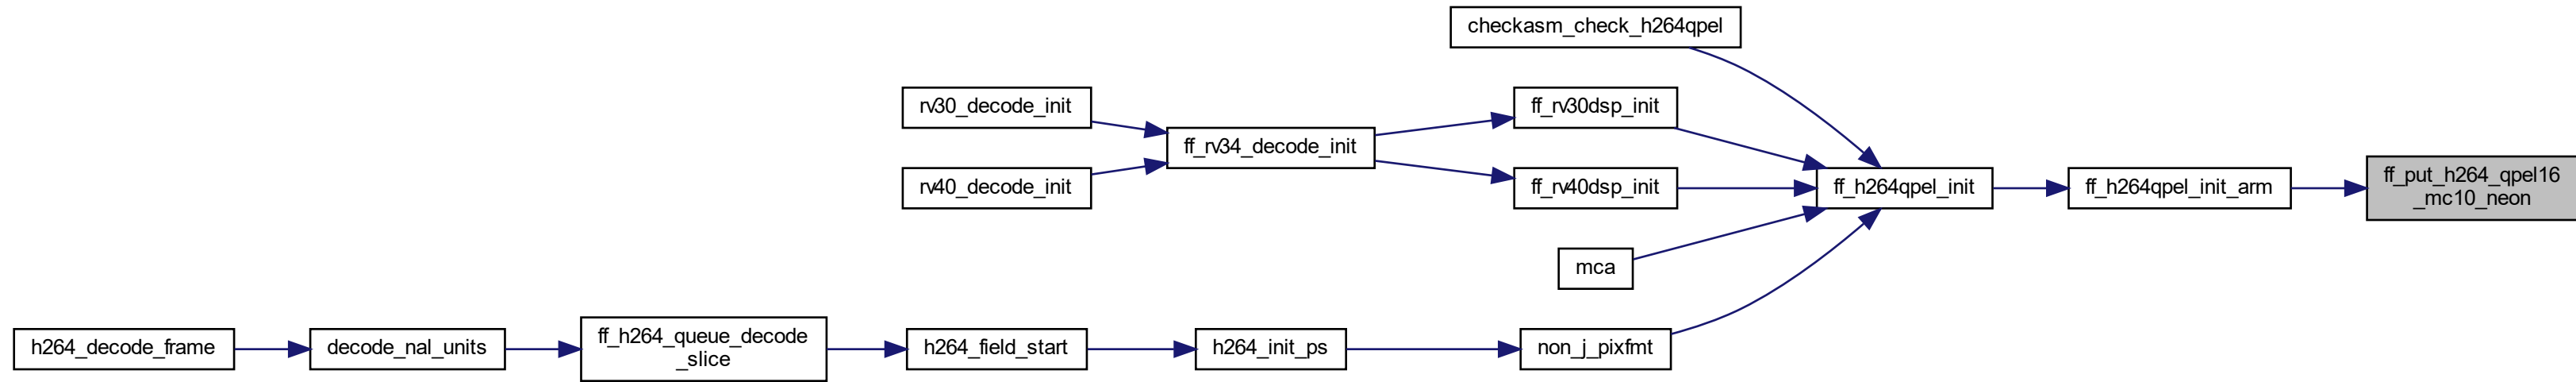 checkasm_check_h264qpel
rv30_decode_init
ff_rv30dsp_init
ff_rv34_decode_init
ff_put_h264_qpel16
_mc10_neon
rv40_decode_init
ff_rv40dsp_init
ff_h264qpel_init
ff_h264qpel_init_arm
mca
h264_decode_frame
decode_nal_units
ff_h264_queue_decode
_slice
h264_field_start
h264_init_ps
non_j_pixfmt